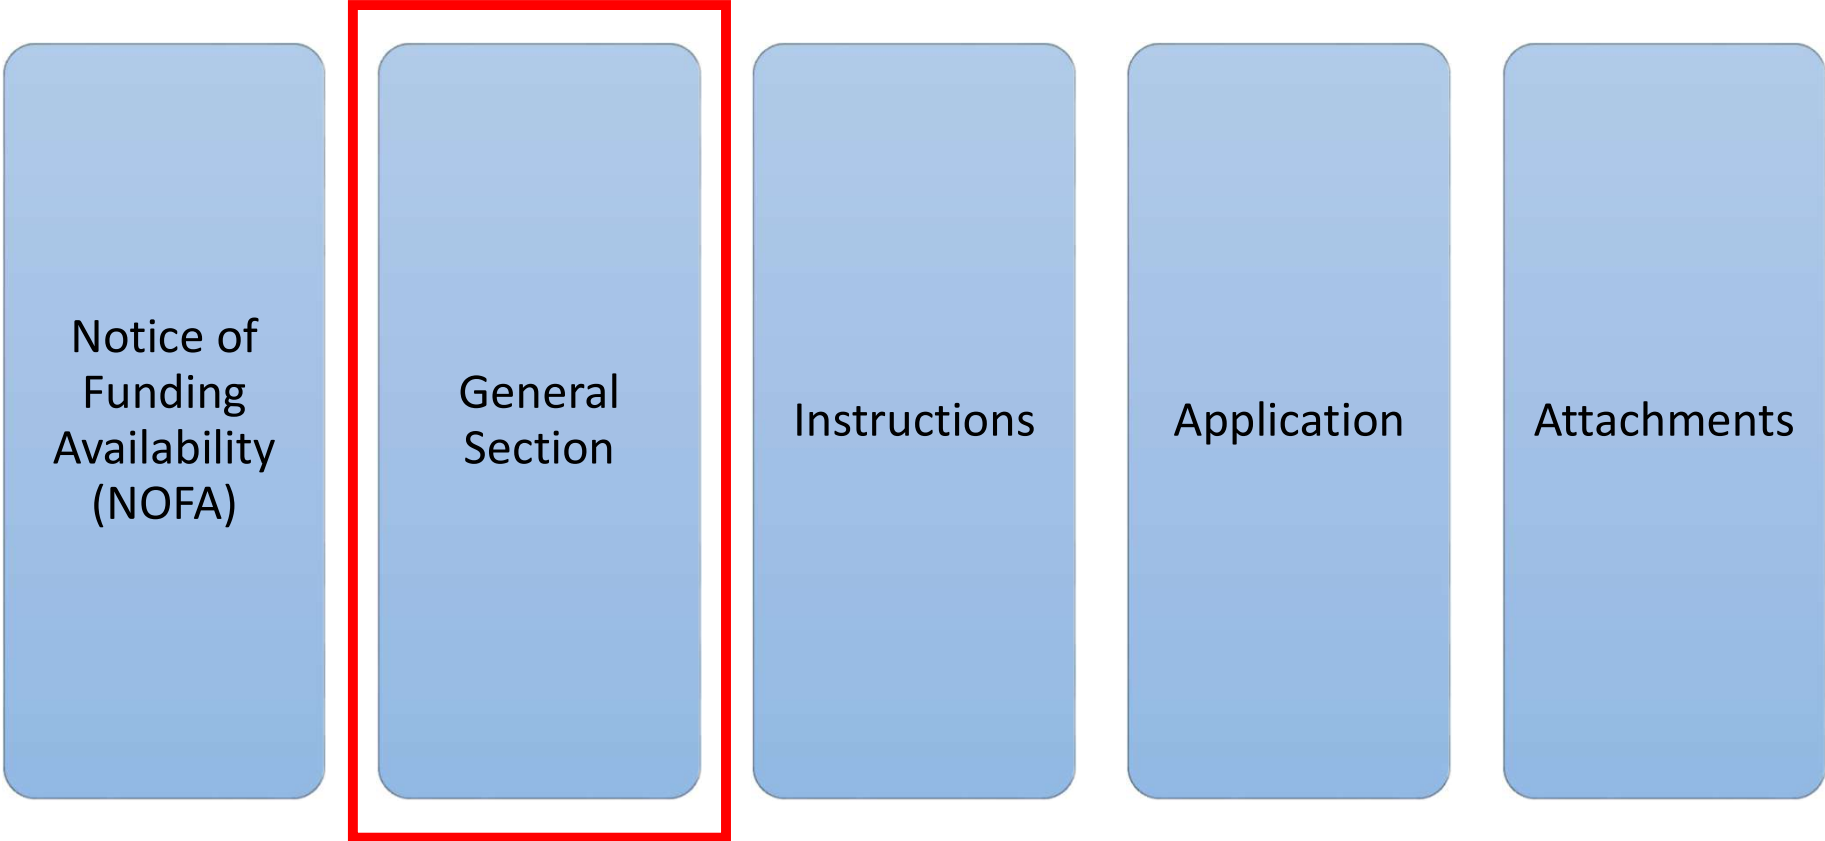 Notice of
Funding
Availability
(NOFA)
General
Section
Instructions
Application
Attachments